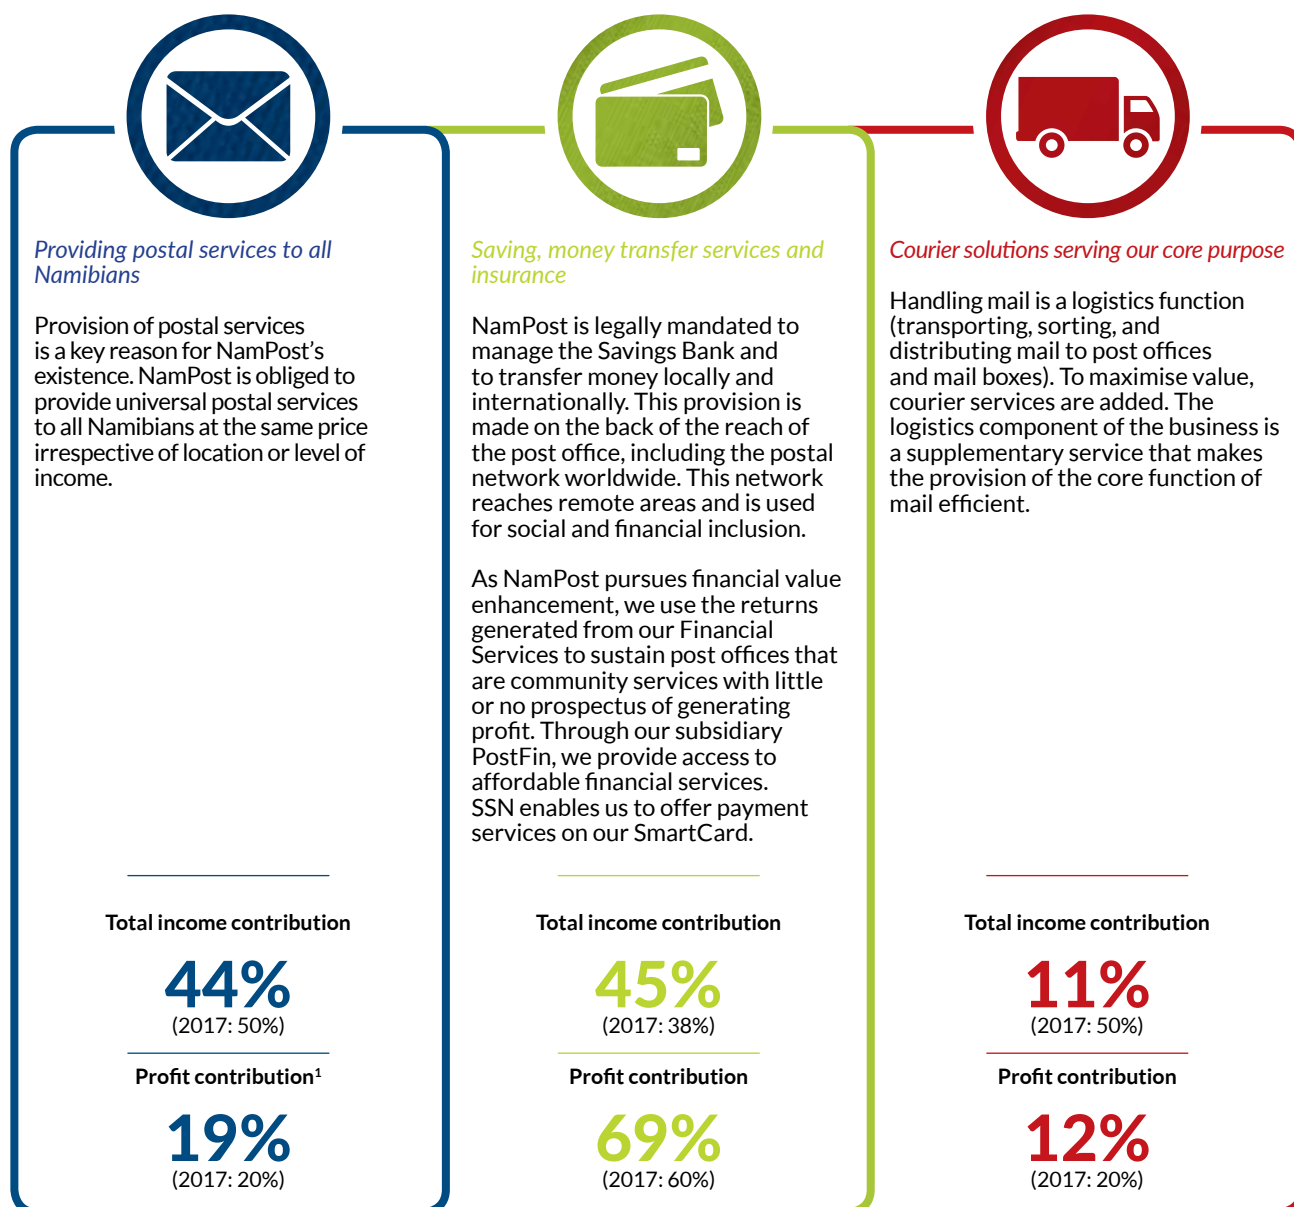 Providing postal services to all
Namibians
Provision of postal services
is a key reason for NamPost’s
existence. NamPost is obliged to
provide universal postal services
to all Namibians at the same price
irrespective of location or level of
income.
Total income contribution
44%
(2017: 50%)
Profit contribution¹
19%
(2017: 20%)
Saving, money transfer services and
insurance
NamPost is legally mandated to
manage the Savings Bank and
to transfer money locally and
internationally. This provision is
made on the back of the reach of
the post office, including the postal
network worldwide. This network
reaches remote areas and is used
for social and financial inclusion.
As NamPost pursues financial value
enhancement, we use the returns
generated from our Financial
Services to sustain post offices that
are community services with little
or no prospectus of generating
profit. Through our subsidiary
PostFin, we provide access to
affordable financial services.
SSN enables us to offer payment
services on our SmartCard.
Total income contribution
45%
(2017: 38%)
Profit contribution
69%
(2017: 60%)
Courier solutions serving our core purpose
Handling mail is a logistics function
(transporting, sorting, and
distributing mail to post offices
and mail boxes). To maximise value,
courier services are added. The
logistics component of the business is
a supplementary service that makes
the provision of the core function of
mail efficient.
Total income contribution
11%
(2017: 50%)
Profit contribution
12%
(2017: 20%)